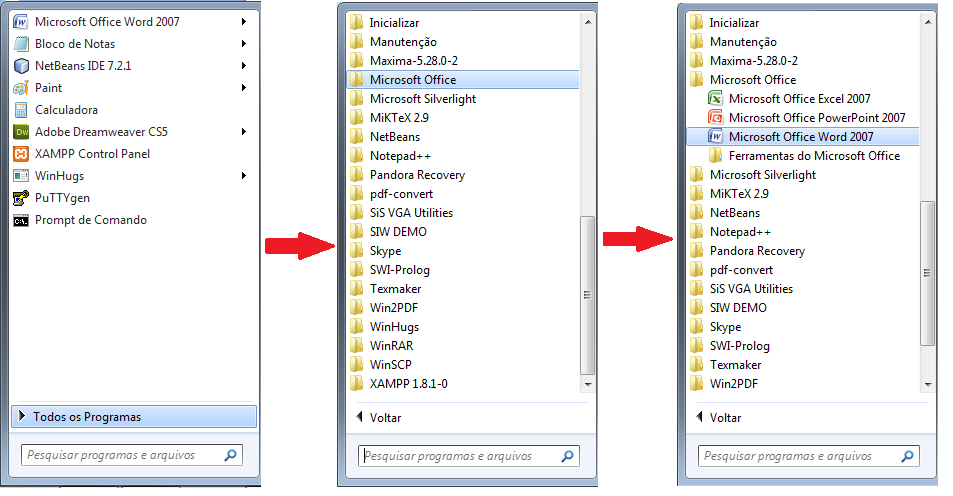 Microsoft Office Word 2007
Bloco de Notas
NetBeans IDE 7.2.1
Paint
Calculadora
Adobe Dreamweaver CS5
XAMPP Control Panel
WinHugs
PuTTYgen
Prompt de Comando
Todos os Programas
Pesquisar programas e arquivos
Inicializar
Manutenção
Maxima-5.28.0-2
Microsoft Office
Microsoft Silverlight
MiKTeX 2.9
NetBeans
Notepad++
Pandora Recovery
pdf-convert
SiS VGA Utilities
SIW DEMO
Skype
SWI-Prolog
Texmaker
Win2PDF
WinHugs
WinRAR
WinSCP
XAMPP 1.8.1-0
Voltar
Pesquisar programas e arquivos
Inicializar
Manutenção
Maxima-5.28.0-2
Microsoft Office
Microsoft Office Excel 2007
Microsoft Office PowerPoint 2007
Microsoft Office Word 2007
Ferramentas do Microsoft Office
Microsoft Silverlight
MiKTeX 2.9
NetBeans
Notepad++
Pandora Recovery
pdf-convert
SiS VGA Utilities
SIW DEMO
Skype
SWI-Prolog
Texmaker
Win2PDF
Voltar
Pesquisar programas e arquivos